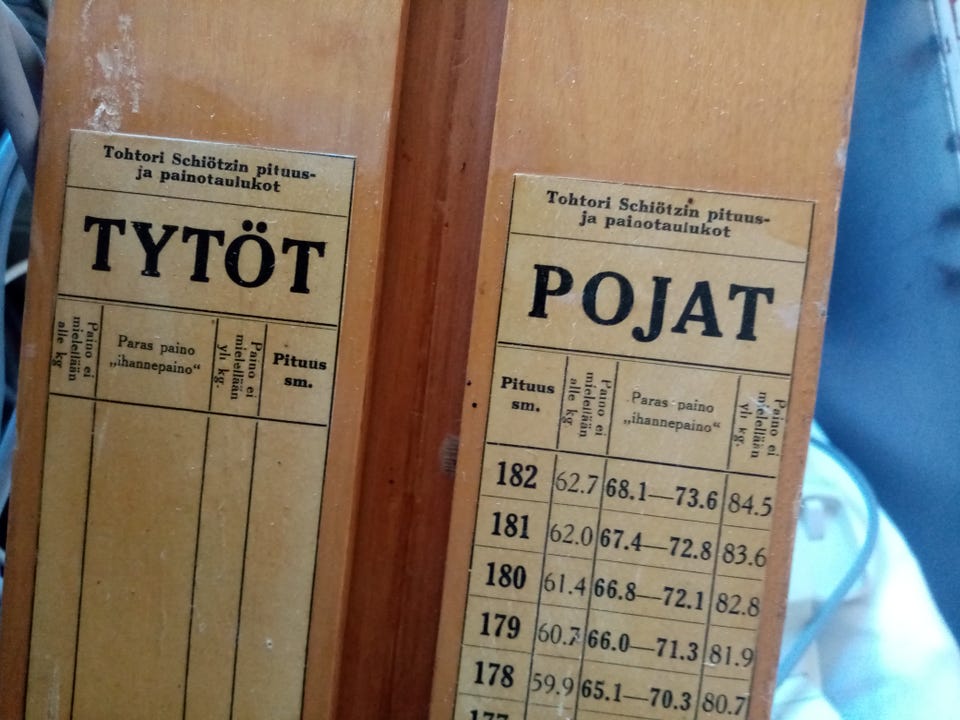 Tohtori Schiötzin pituus-
ja painotaulukot
TYTÖT
Paino ei
mielellään
alle kg
Paras paino
„ihannepaino“
Paino ei
mielellään
yli kg.
Pituus
sm.
Tohtori Schiötzin pituus-
ja painotaulukot
POJAT
Pituus
sm.
Paino ei
mielellään
alle kg
Paras paino
„ihannepaino“
Paino ei
mielellään
yli kg.
182 62.7 68.1—73.6 84.5
181 62.0 67.4—72.8 83.6
180 61.4 66.8—72.1 82.8
179 60.7 66.0—71.3 81.9
178 59.9 65.1—70.3 80.7
177